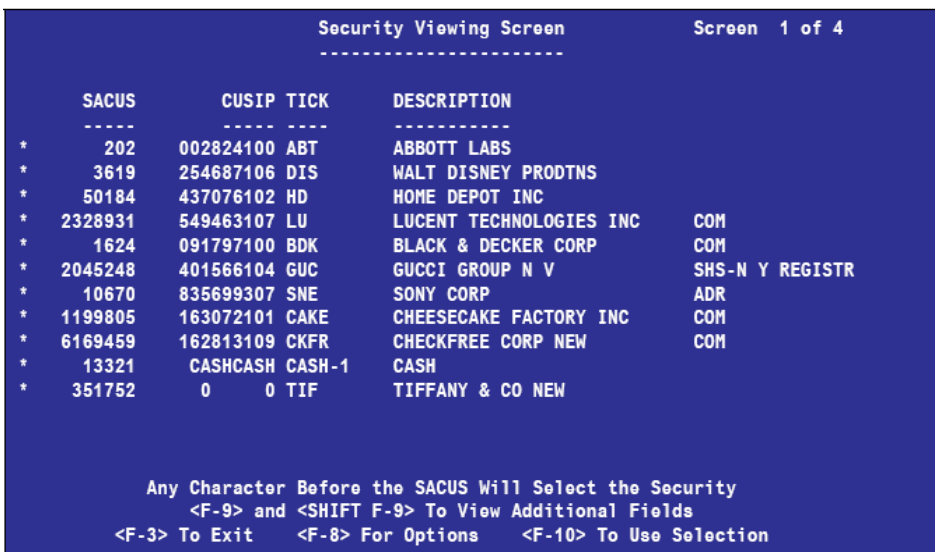 Security Viewing Screen Screen 1 of 4
-----------------------
SACUS CUSIP TICK DESCRIPTION
----- ----- ---- -----------
* 202 002824100 ABT ABBOTT LABS
* 3619 254687106 DIS WALT DISNEY PRODTNS
* 50184 437076102 HD HOME DEPOT INC
* 2328931 549463107 LU LUCENT TECHNOLOGIES INC COM
* 1624 091797100 BDK BLACK & DECKER CORP COM
* 2045248 401566104 GUC GUCCI GROUP N V SHS-N Y REGISTR
* 10670 835699307 SNE SONY CORP ADR
* 1199805 163072101 CAKE CHEESECAKE FACTORY INC COM
* 6169459 162813109 CKFR CHECKFREE CORP NEW COM
* 13321 CASHCASH CASH-1 CASH
* 351752 0 0 TIF TIFFANY & CO NEW
Any Character Before the SACUS Will Select the Security
<F-9> and <SHIFT F-9> To View Additional Fields
<F-3> To Exit <F-8> For Options <F-10> To Use Selection